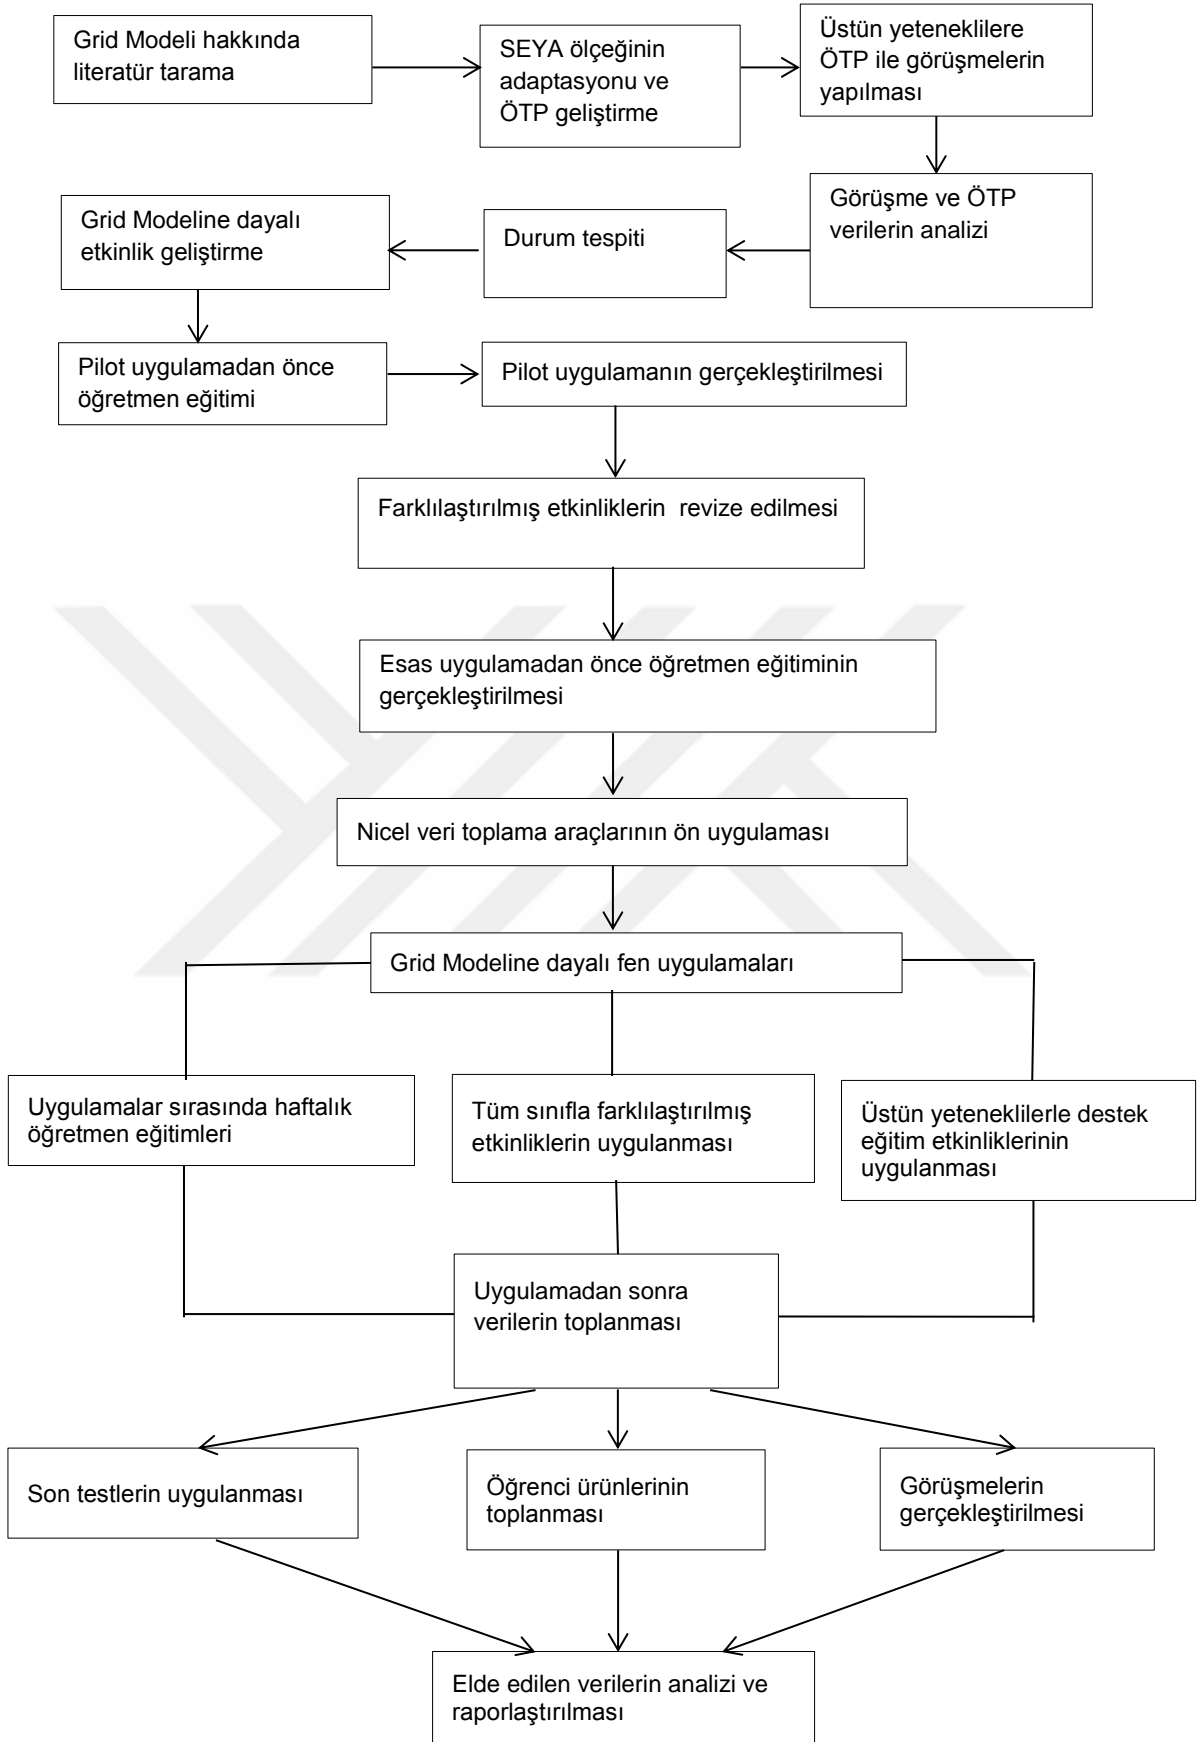 Grid Modeli hakkında
literatür tarama
SEYA ölçeğinin
adaptasyonu ve
ÖTP geliştirme
Üstün yeteneklilere
ÖTP ile görüşmelerin
yapılması
Görüşme ve ÖTP
verilerin analizi
Durum tespiti
Grid Modeline dayalı
etkinlik geliştirme
Pilot uygulamadan önce
öğretmen eğitimi
Pilot uygulamanın gerçekleştirilmesi
Farklılaştırılmış etkinliklerin revize edilmesi
Esas uygulamadan önce öğretmen eğitiminin
gerçekleştirilmesi
Nicel veri toplama araçlarının ön uygulaması
Grid Modeline dayalı fen uygulamaları
Uygulamalar sırasında haftalık
öğretmen eğitimleri
Tüm sınıfla farklılaştırılmış
etkinliklerin uygulanması
Üstün yeteneklilerle destek
eğitim etkinliklerinin
uygulanması
Uygulamadan sonra
verilerin toplanması
Son testlerin uygulanması
Öğrenci ürünlerinin
toplanması
Görüşmelerin
gerçekleştirilmesi
Elde edilen verilerin analizi ve
raporlaştırılması